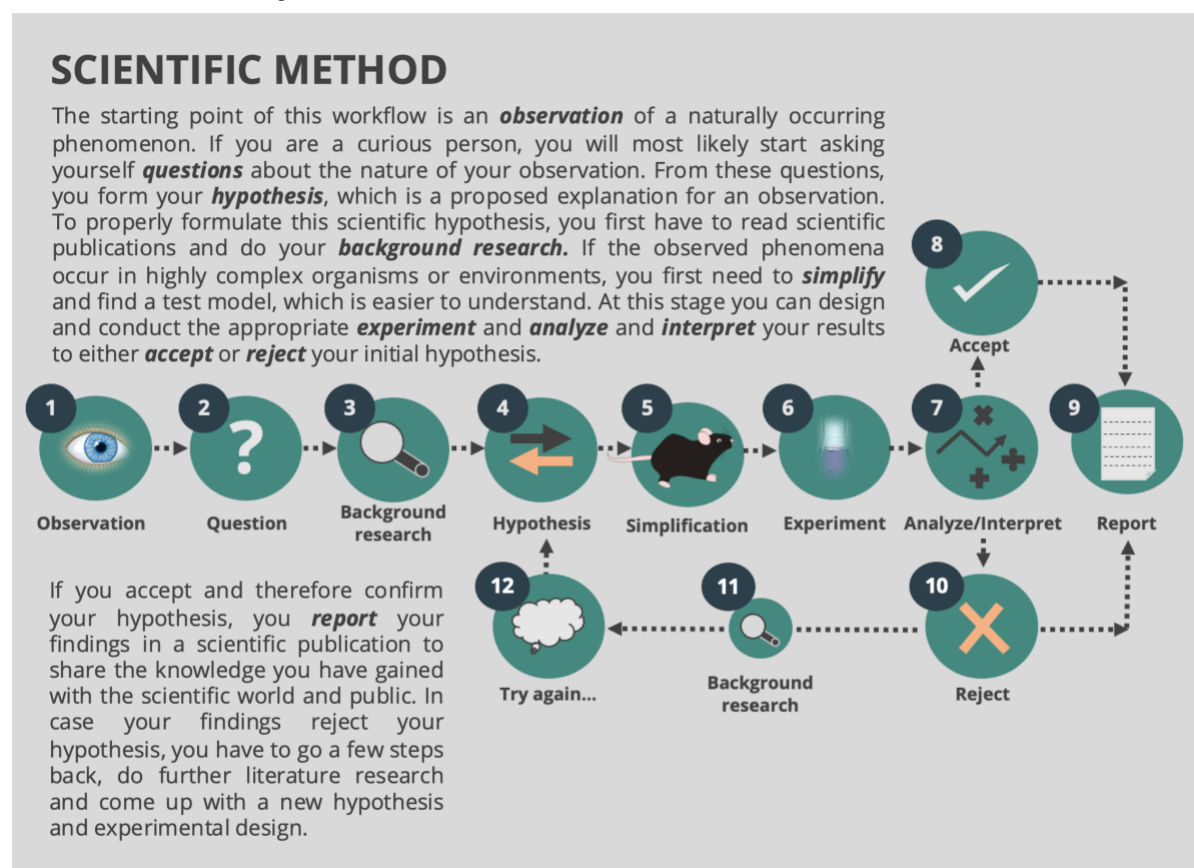 SCIENTIFIC METHOD
The starting point of this workflow is an observation of a naturally occurring
phenomenon. If you are a curious person, you will most likely start asking
yourself questions about the nature of your observation. From these questions,
you form your hypothesis, which is a proposed explanation for an observation.
To properly formulate this scientific hypothesis, you first have to read scientific
publications and do your background research. If the observed phenomena
occur in highly complex organisms or environments, you first need to simplify
and find a test model, which is easier to understand. At this stage you can design
and conduct the appropriate experiment and analyze and interpret your results
to either accept or reject your initial hypothesis.
8
Accept
1
2
3
4
5
6
7
9
?
Observation
Question
Background
research
Hypothesis
Simplification
Experiment
Analyze/Interpret
Report
If you accept and therefore confirm
your hypothesis, you report your
findings in a scientific publication to
share the knowledge you have gained
with the scientific world and public. In
case your findings reject your
hypothesis, you have to go a few steps
back, do further literature research
and come up with a new hypothesis
and experimental design.
12
11
10
Try again...
Background
research
Reject